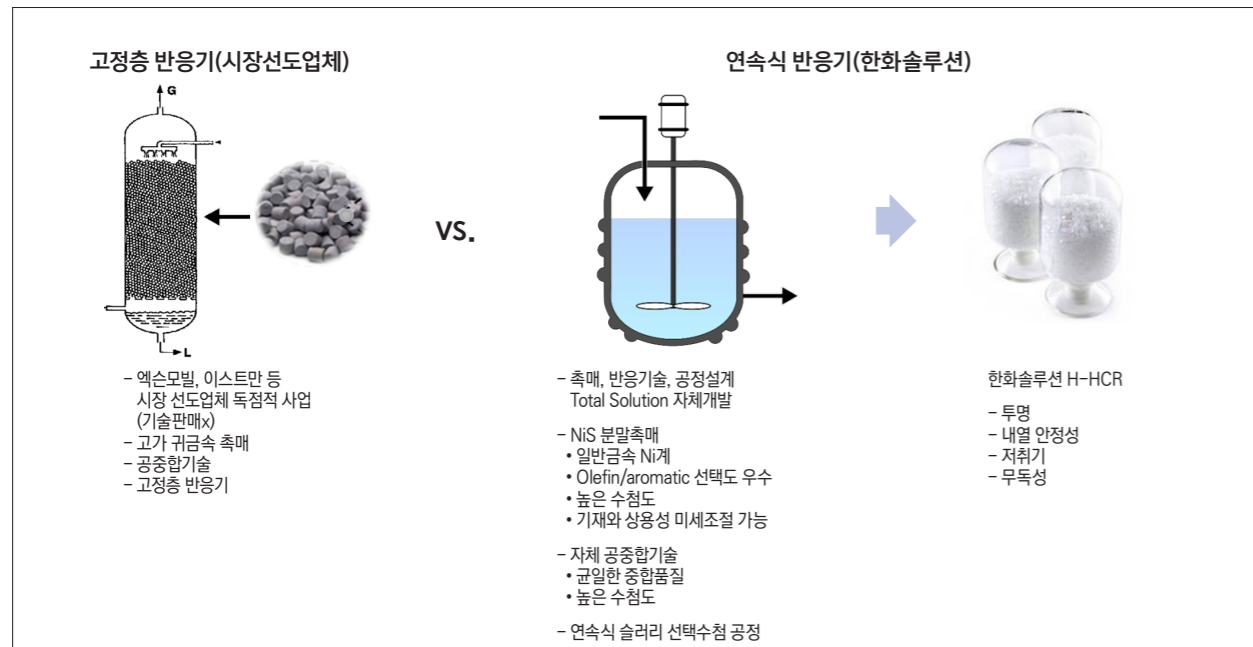 고정층 반응기(시장선도업체)
G
L
– 엑슨모빌, 이스트만 등
시장 선도업체 독점적 사업
(기술판매x)
– 고가 귀금속 촉매
– 공중합기술
– 고정층 반응기
vs.
연속식 반응기(한화솔루션)
– 촉매, 반응기술, 공정설계
Total Solution 자체개발
– NiS 분말촉매
• 일반금속 Ni계
• Olefin/aromatic 선택도 우수
• 높은 수첨도
• 기재와 상용성 미세조절 가능
– 자체 공중합기술
• 균일한 중합품질
• 높은 수첨도
– 연속식 슬러리 선택수첨 공정
한화솔루션 H-HCR
– 투명
– 내열 안정성
– 저취기
– 무독성